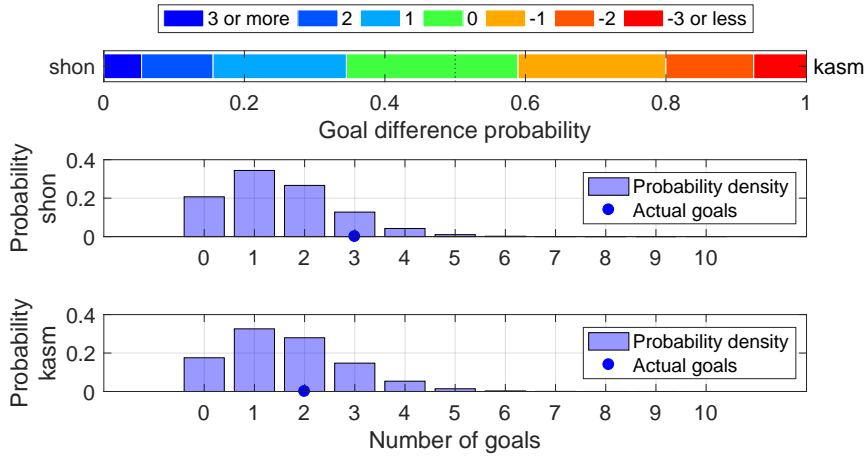 3 or more 2 1 0 -1 -2 -3 or less
shon kasm
0 0.2 0.4 0.6 0.8 1
Goal difference probability
Probability
shon
0.4
0.2
0
Probability density
Actual goals
0 1 2 3 4 5 6 7 8 9 10
Probability
kasm
0.4
0.2
0
Probability density
Actual goals
0 1 2 3 4 5 6 7 8 9 10
Number of goals